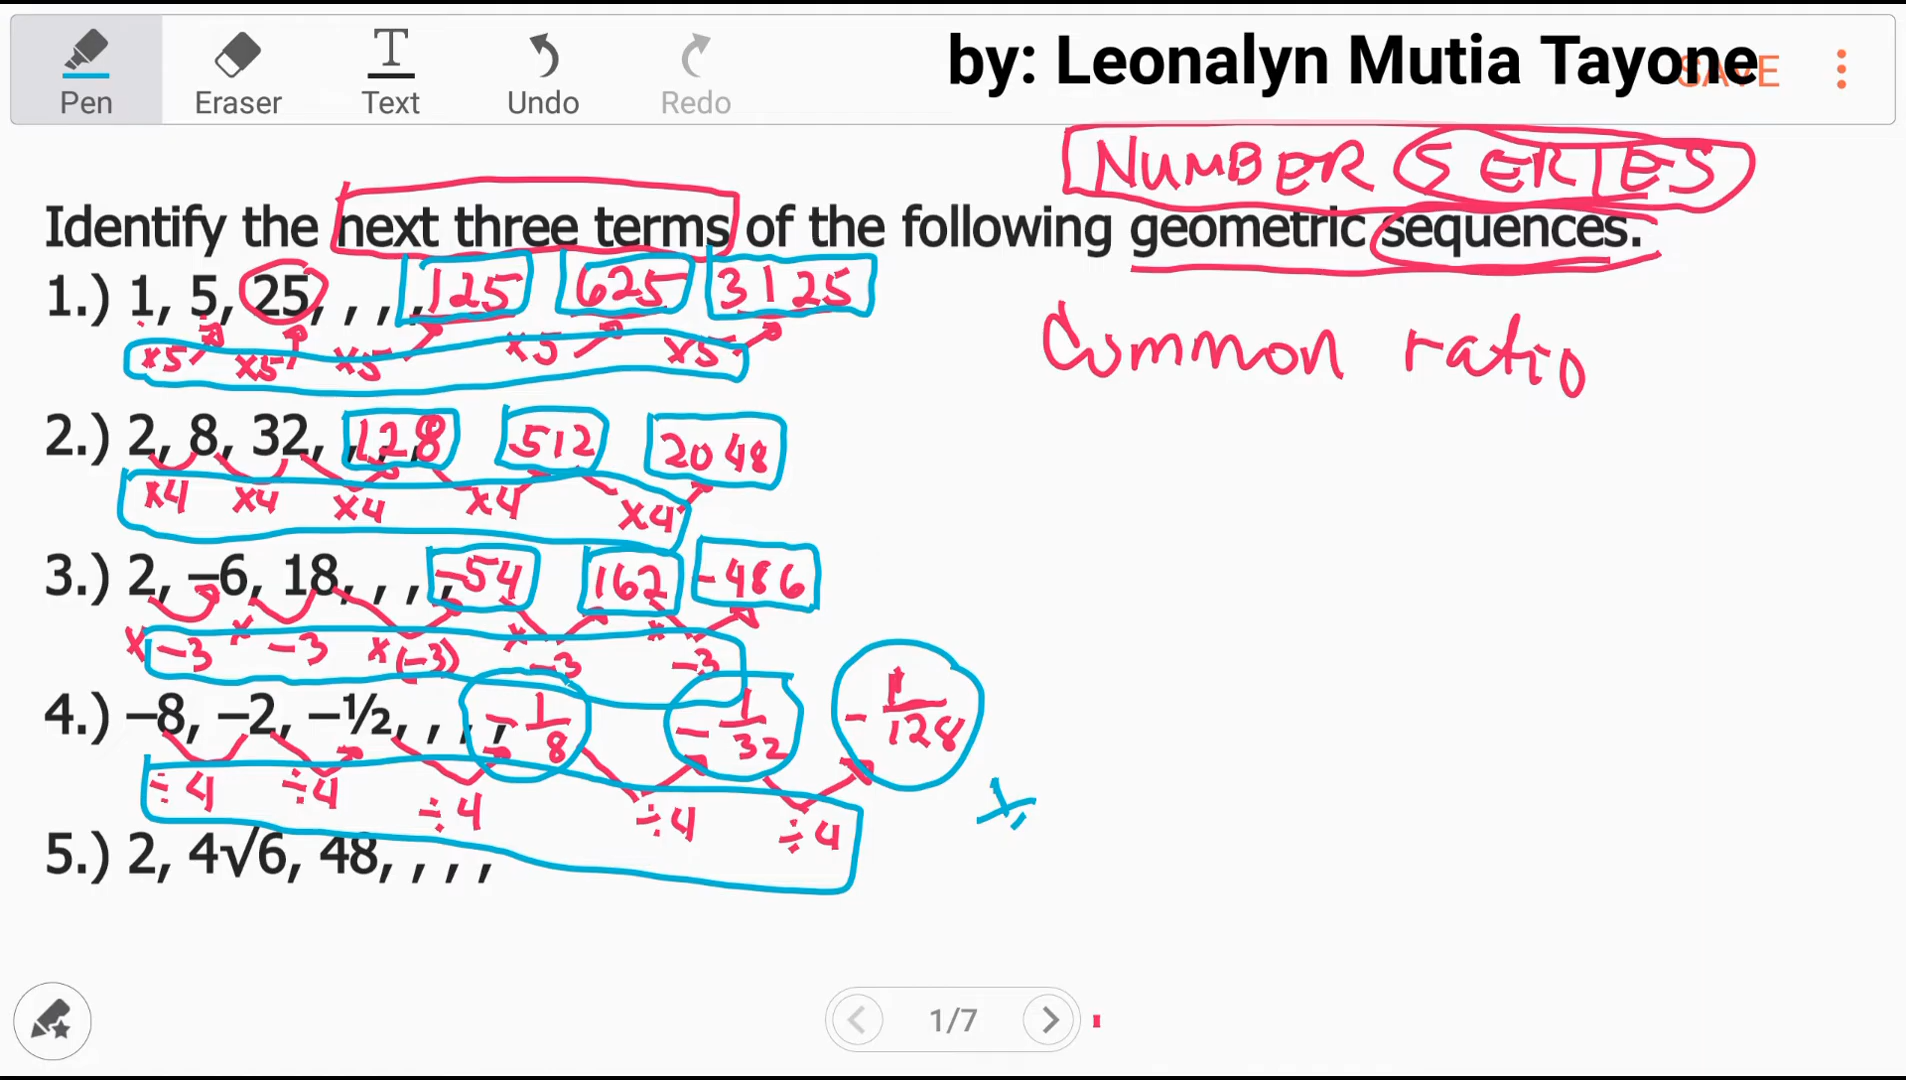 Pen Eraser Text Undo Redo by: Leonalyn Mutia Tayone
NUMBER SERIES
Identify the next three terms of the following geometric sequences.
1.) 1, 5, 25, , , , 125 625 3125
×5 ×5 ×5 ×5 ×5
Common ratio
2.) 2, 8, 32, , 128 512 2048
×4 ×4 ×4 ×4 ×4
3.) 2, –6, 18, , , , -54 162 -486
× -3 × -3 × (-3) × -3 × -3
4.) –8, –2, –½, , , , - 1/8 - 1/32 - 1/128
÷4 ÷4 ÷4 ÷4 ÷4
×
5.) 2, 4√6, 48, , , ,
1/7